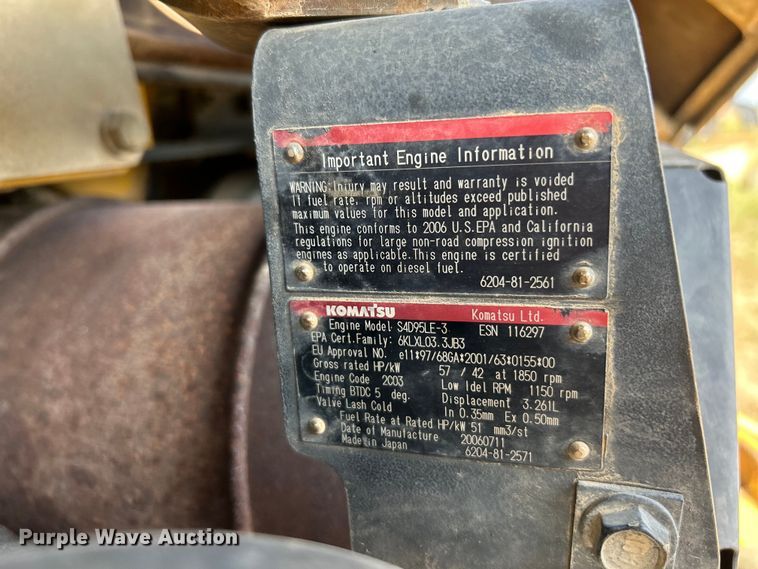 Important Engine Information
WARNING: Injury may result and warranty is voided
if fuel rate, rpm or altitudes exceed published
maximum values for this model and application.
This engine conforms to 2006 U.S.EPA and California
regulations for large non-road compression ignition
engines as applicable. This engine is certified
to operate on diesel fuel.
6204-81-2561
KOMATSU Komatsu Ltd.
Engine Model S4D95LE-3 ESN 116297
EPA Cert.Family: 6KLXL03.3JB3
EU Approval NO. e11*97/68GA*2001/63*0155*00
Gross rated HP/kW 57 / 42 at 1850 rpm
Engine Code 2C03 Low Idel RPM 1150 rpm
Timing BTDC 5 deg. Displacement 3.261L
Valve Lash Cold In 0.35mm Ex 0.50mm
Fuel Rate at Rated HP/kW 51 mm3/st
Date of Manufacture 20060711
Made in Japan 6204-81-2571
Purple Wave Auction